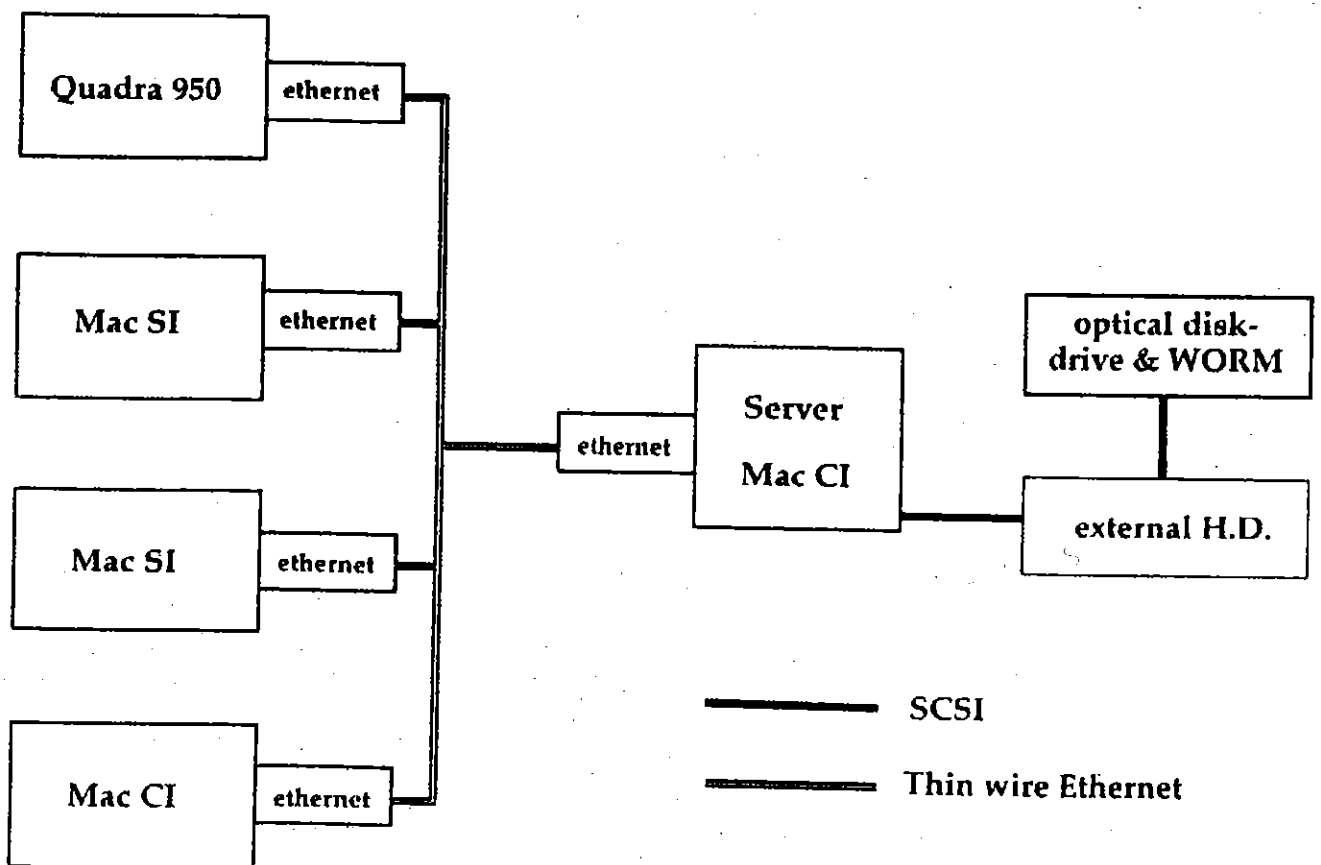 Quadra 950
ethernet
Mac SI
ethernet
Mac SI
ethernet
Mac CI
ethernet
ethernet
Server
Mac CI
optical disk-
drive & WORM
external H.D.
SCSI
Thin wire Ethernet